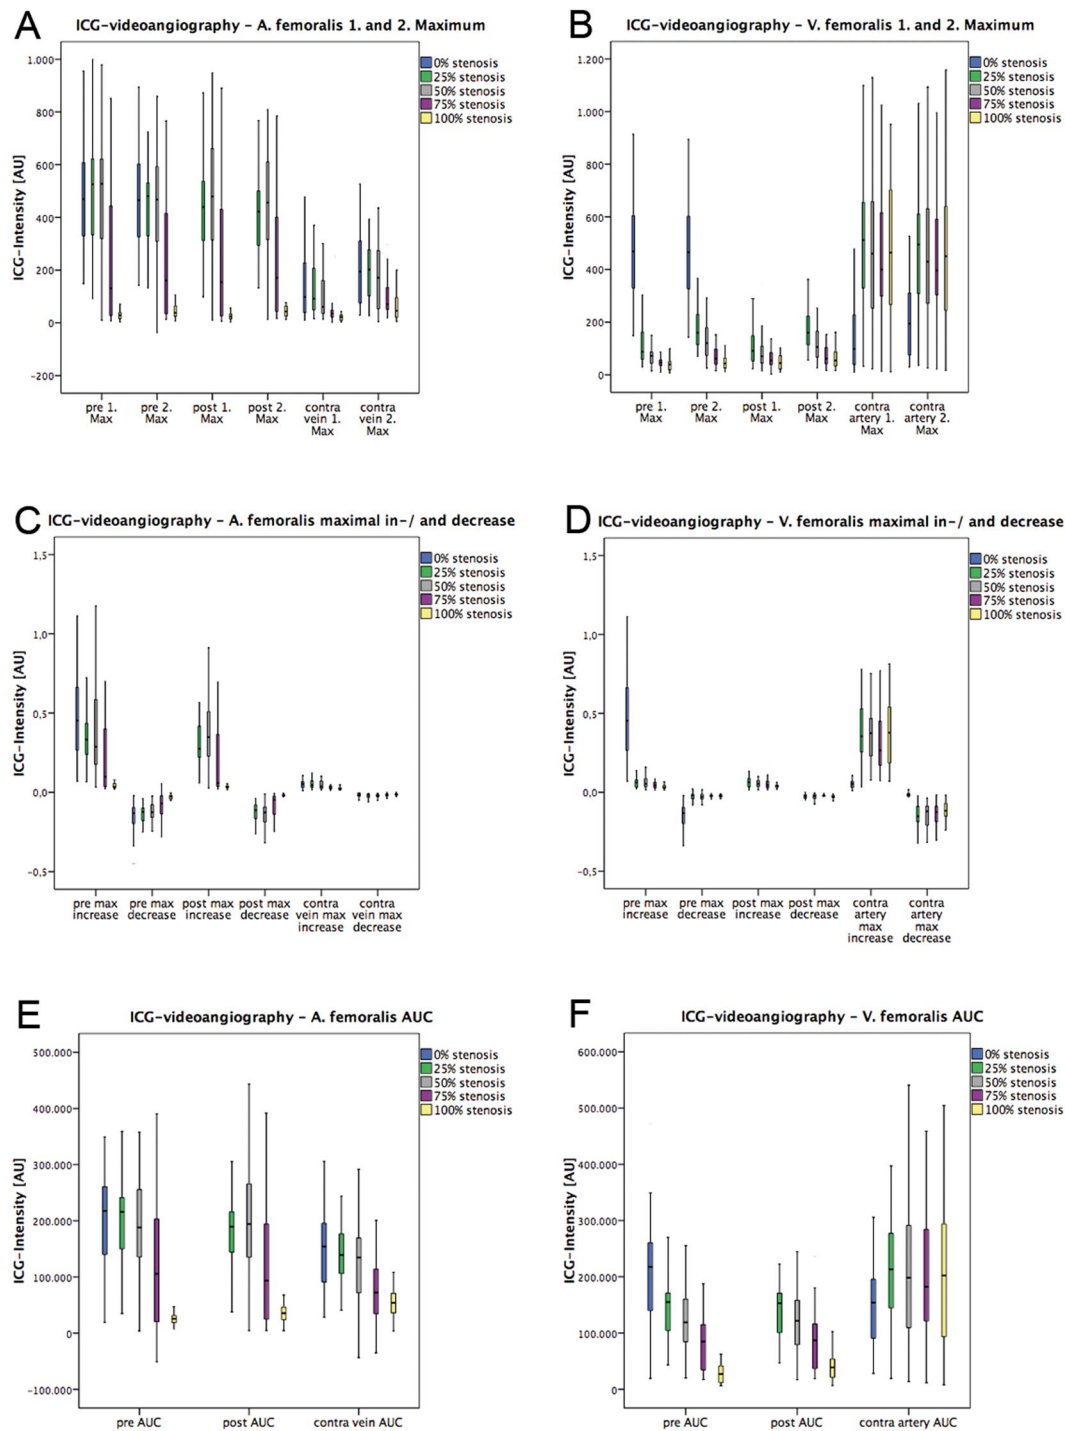 A
ICG-videoangiography – A. femoralis 1. and 2. Maximum
ICG-Intensity [AU]
1.000
800
600
400
200
0
-200
pre 1.
Max
pre 2.
Max
post 1.
Max
post 2.
Max
contra
vein 1.
Max
contra
vein 2.
Max
0% stenosis
25% stenosis
50% stenosis
75% stenosis
100% stenosis
B
ICG-videoangiography – V. femoralis 1. and 2. Maximum
ICG-Intensity [AU]
1.200
1.000
800
600
400
200
0
pre 1.
Max
pre 2.
Max
post 1.
Max
post 2.
Max
contra
artery 1.
Max
contra
artery 2.
Max
0% stenosis
25% stenosis
50% stenosis
75% stenosis
100% stenosis
C
ICG-videoangiography – A. femoralis maximal in-/ and decrease
ICG-Intensity [AU]
1,5
1,0
0,5
0,0
-0,5
pre max
increase
pre max
decrease
post max
increase
post max
decrease
contra
vein max
increase
contra
vein max
decrease
0% stenosis
25% stenosis
50% stenosis
75% stenosis
100% stenosis
D
ICG-videoangiography – V. femoralis maximal in-/ and decrease
ICG-Intensity [AU]
1,5
1,0
0,5
0,0
-0,5
pre max
increase
pre max
decrease
post max
increase
post max
decrease
contra
artery
max
increase
contra
artery
max
decrease
0% stenosis
25% stenosis
50% stenosis
75% stenosis
100% stenosis
E
ICG-videoangiography – A. femoralis AUC
ICG-Intensity [AU]
500.000
400.000
300.000
200.000
100.000
0
-100.000
pre AUC
post AUC
contra vein AUC
0% stenosis
25% stenosis
50% stenosis
75% stenosis
100% stenosis
F
ICG-videoangiography – V. femoralis AUC
ICG-Intensity [AU]
600.000
500.000
400.000
300.000
200.000
100.000
0
pre AUC
post AUC
contra artery AUC
0% stenosis
25% stenosis
50% stenosis
75% stenosis
100% stenosis